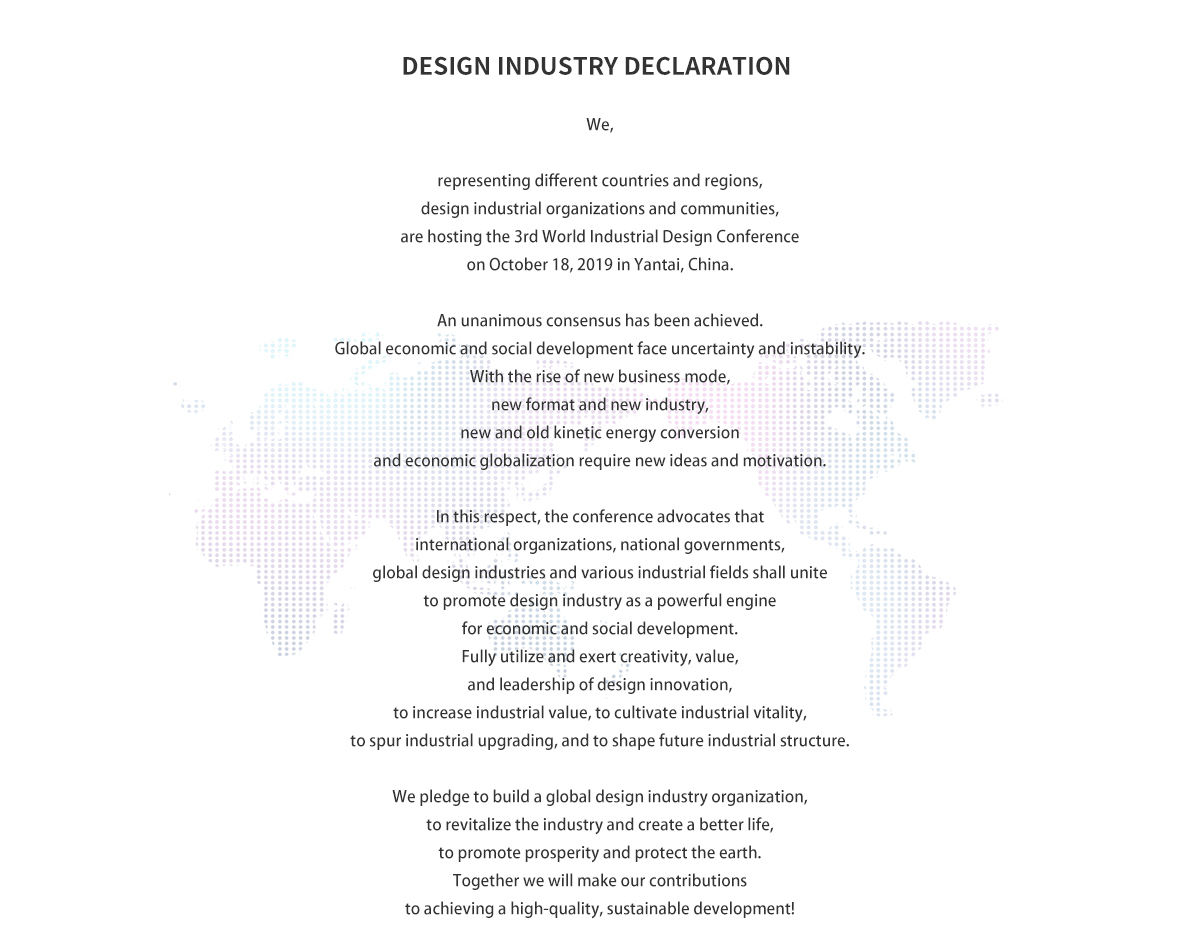 DESIGN INDUSTRY DECLARATION
We,
representing different countries and regions,
design industrial organizations and communities,
are hosting the 3rd World Industrial Design Conference
on October 18, 2019 in Yantai, China.
An unanimous consensus has been achieved.
Global economic and social development face uncertainty and instability.
With the rise of new business mode,
new format and new industry,
new and old kinetic energy conversion
and economic globalization require new ideas and motivation.
In this respect, the conference advocates that
international organizations, national governments,
global design industries and various industrial fields shall unite
to promote design industry as a powerful engine
for economic and social development.
Fully utilize and exert creativity, value,
and leadership of design innovation,
to increase industrial value, to cultivate industrial vitality,
to spur industrial upgrading, and to shape future industrial structure.
We pledge to build a global design industry organization,
to revitalize the industry and create a better life,
to promote prosperity and protect the earth.
Together we will make our contributions
to achieving a high-quality, sustainable development!